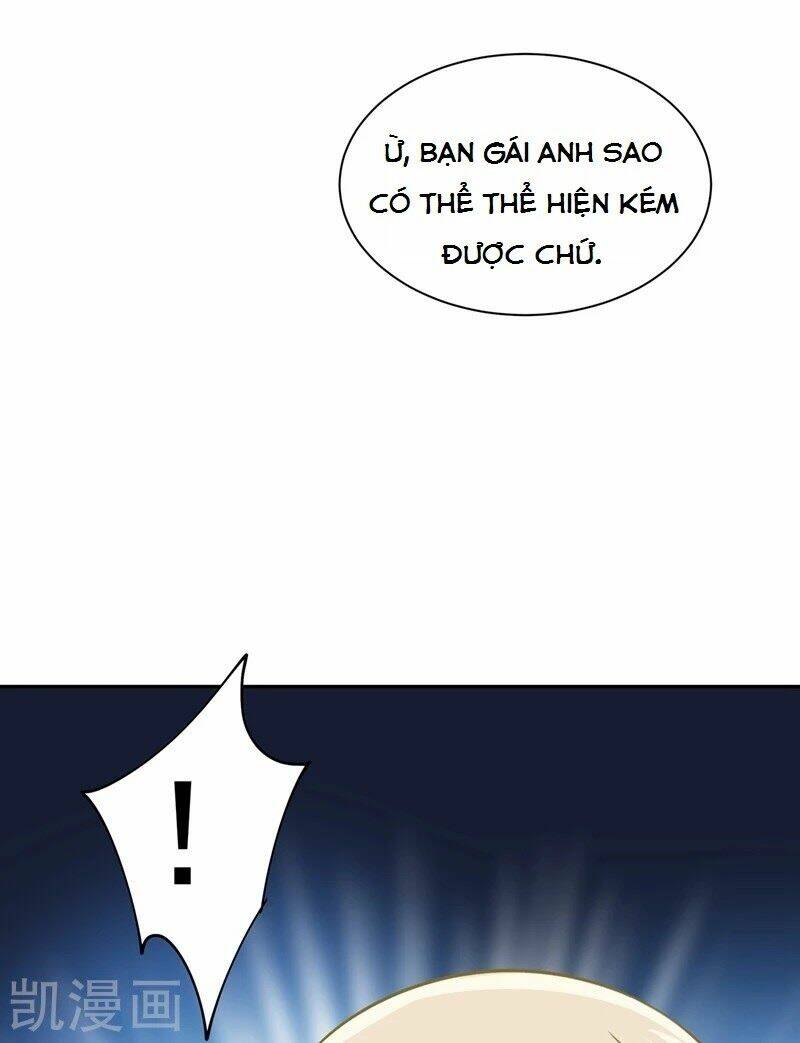 Ừ, BẠN GÁI ANH SAO
CÓ THỂ THỂ HIỆN KÉM
ĐƯỢC CHỨ.
!
凯漫画